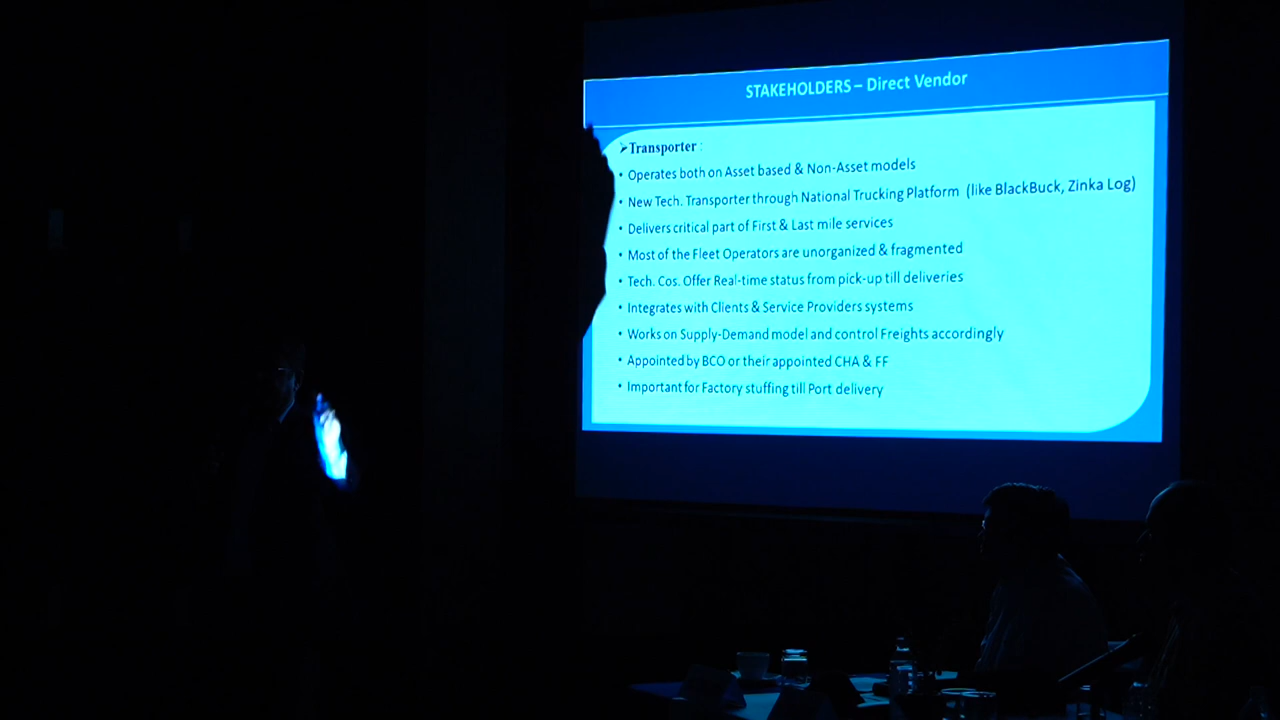 STAKEHOLDERS – Direct Vendor
➢Transporter :
• Operates both on Asset based & Non-Asset models
• New Tech. Transporter through National Trucking Platform (like BlackBuck, Zinka Log)
• Delivers critical part of First & Last mile services
• Most of the Fleet Operators are unorganized & fragmented
• Tech. Cos. Offer Real-time status from pick-up till deliveries
• Integrates with Clients & Service Providers systems
• Works on Supply-Demand model and control Freights accordingly
• Appointed by BCO or their appointed CHA & FF
• Important for Factory stuffing till Port delivery